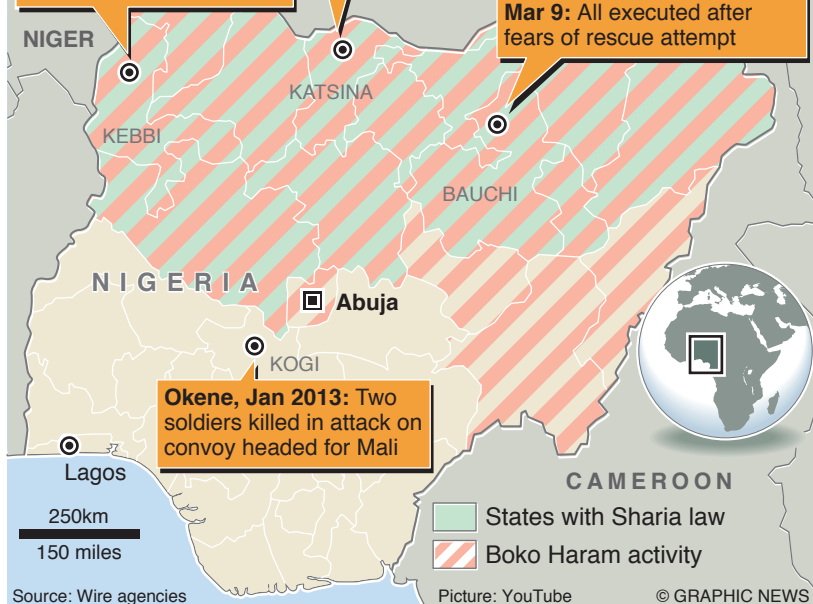 Mar 9: All executed after
fears of rescue attempt
NIGER
KATSINA
KEBBI
BAUCHI
NIGERIA
Abuja
KOGI
Okene, Jan 2013: Two
soldiers killed in attack on
convoy headed for Mali
Lagos
CAMEROON
250km
150 miles
States with Sharia law
Boko Haram activity
Source: Wire agencies
Picture: YouTube
© GRAPHIC NEWS